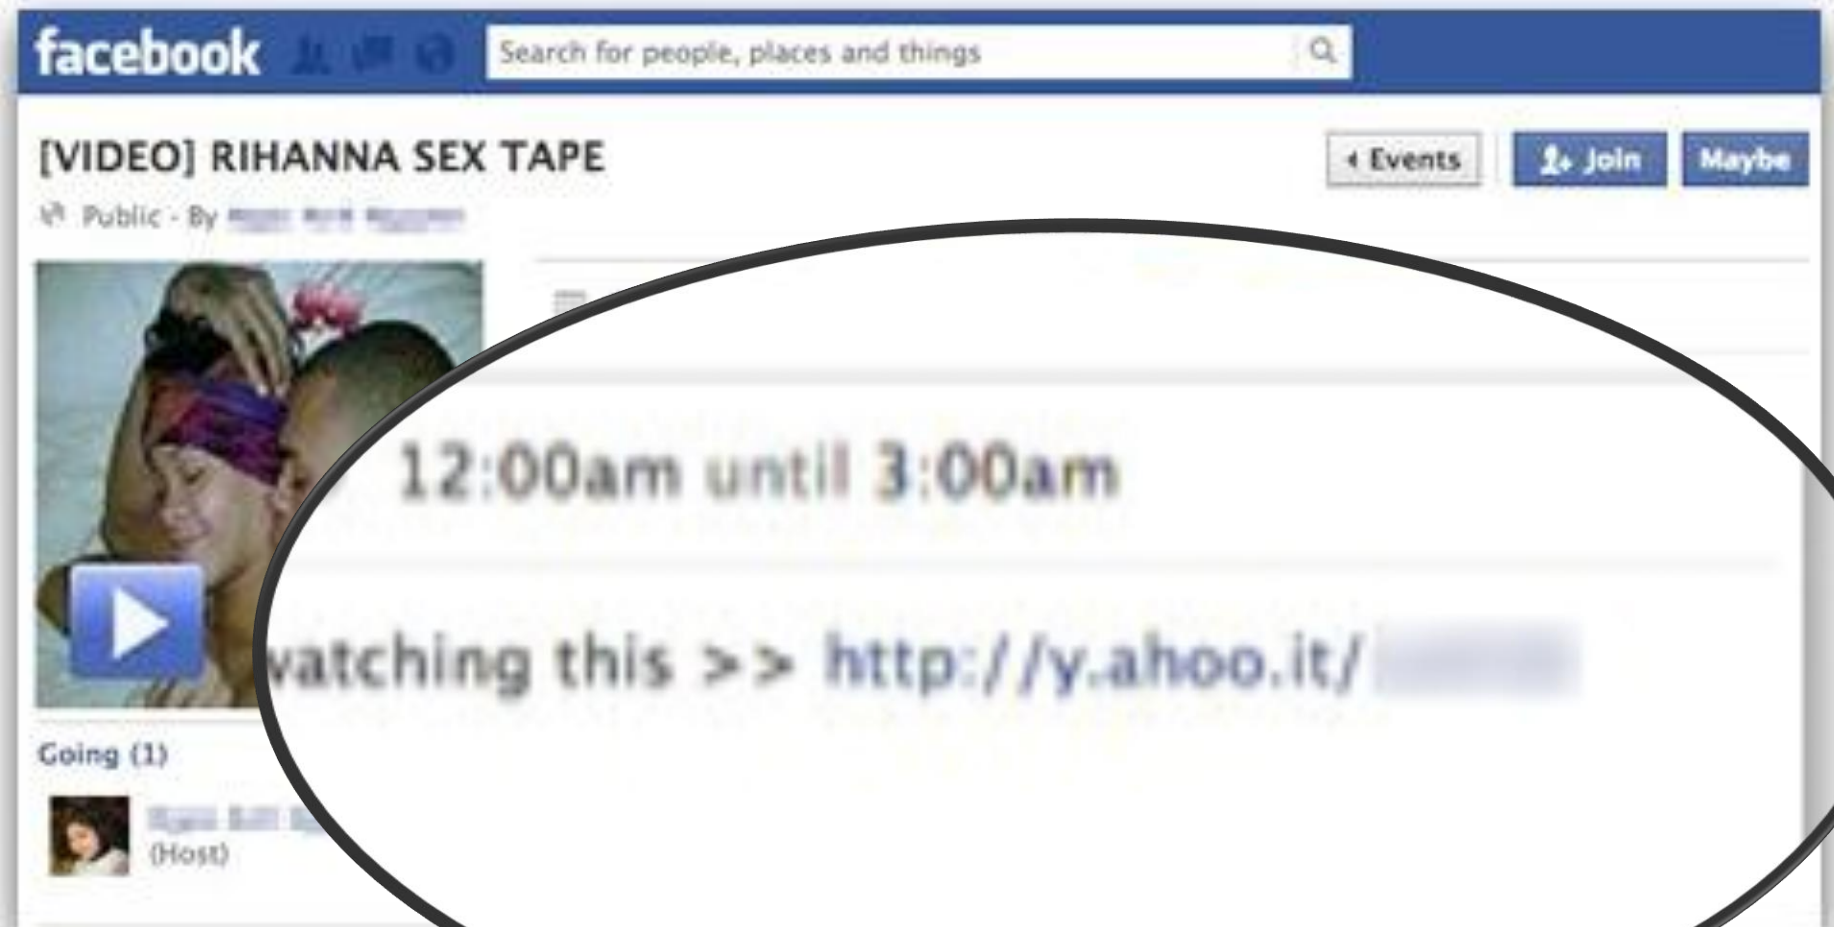 facebook
Search for people, places and things
[VIDEO] RIHANNA SEX TAPE
Events
Join
Maybe
Public - By
12:00am until 3:00am
watching this >> http://y.ahoo.it/
Going (1)
(Host)